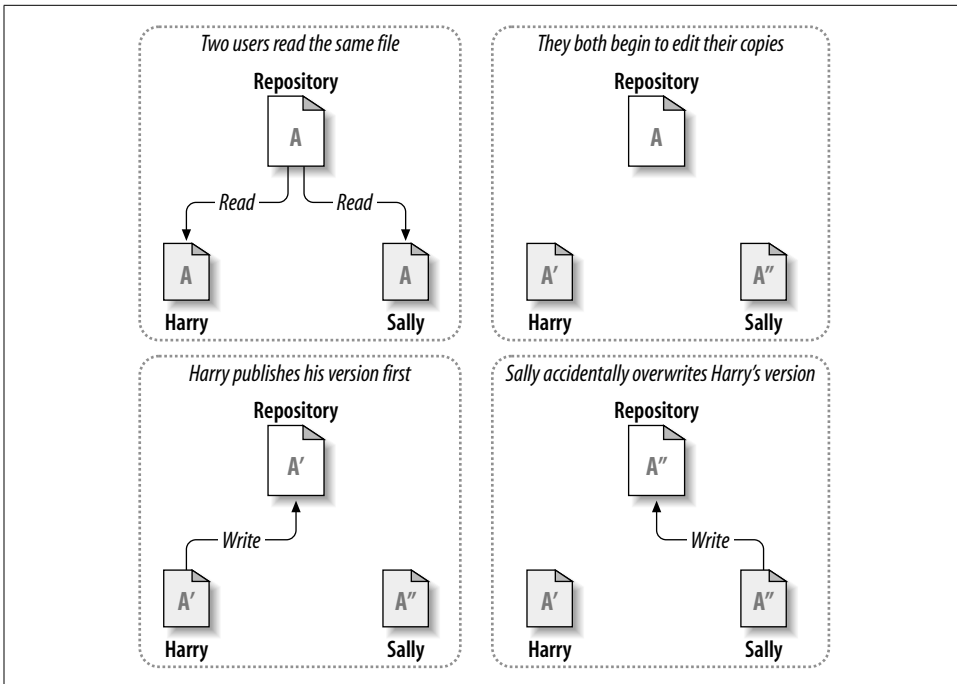 Two users read the same file
Repository
A
Read Read
A A
Harry Sally
They both begin to edit their copies
Repository
A
A′ A″
Harry Sally
Harry publishes his version first
Repository
A′
Write
A′ A″
Harry Sally
Sally accidentally overwrites Harry’s version
Repository
A″
Write
A′ A″
Harry Sally